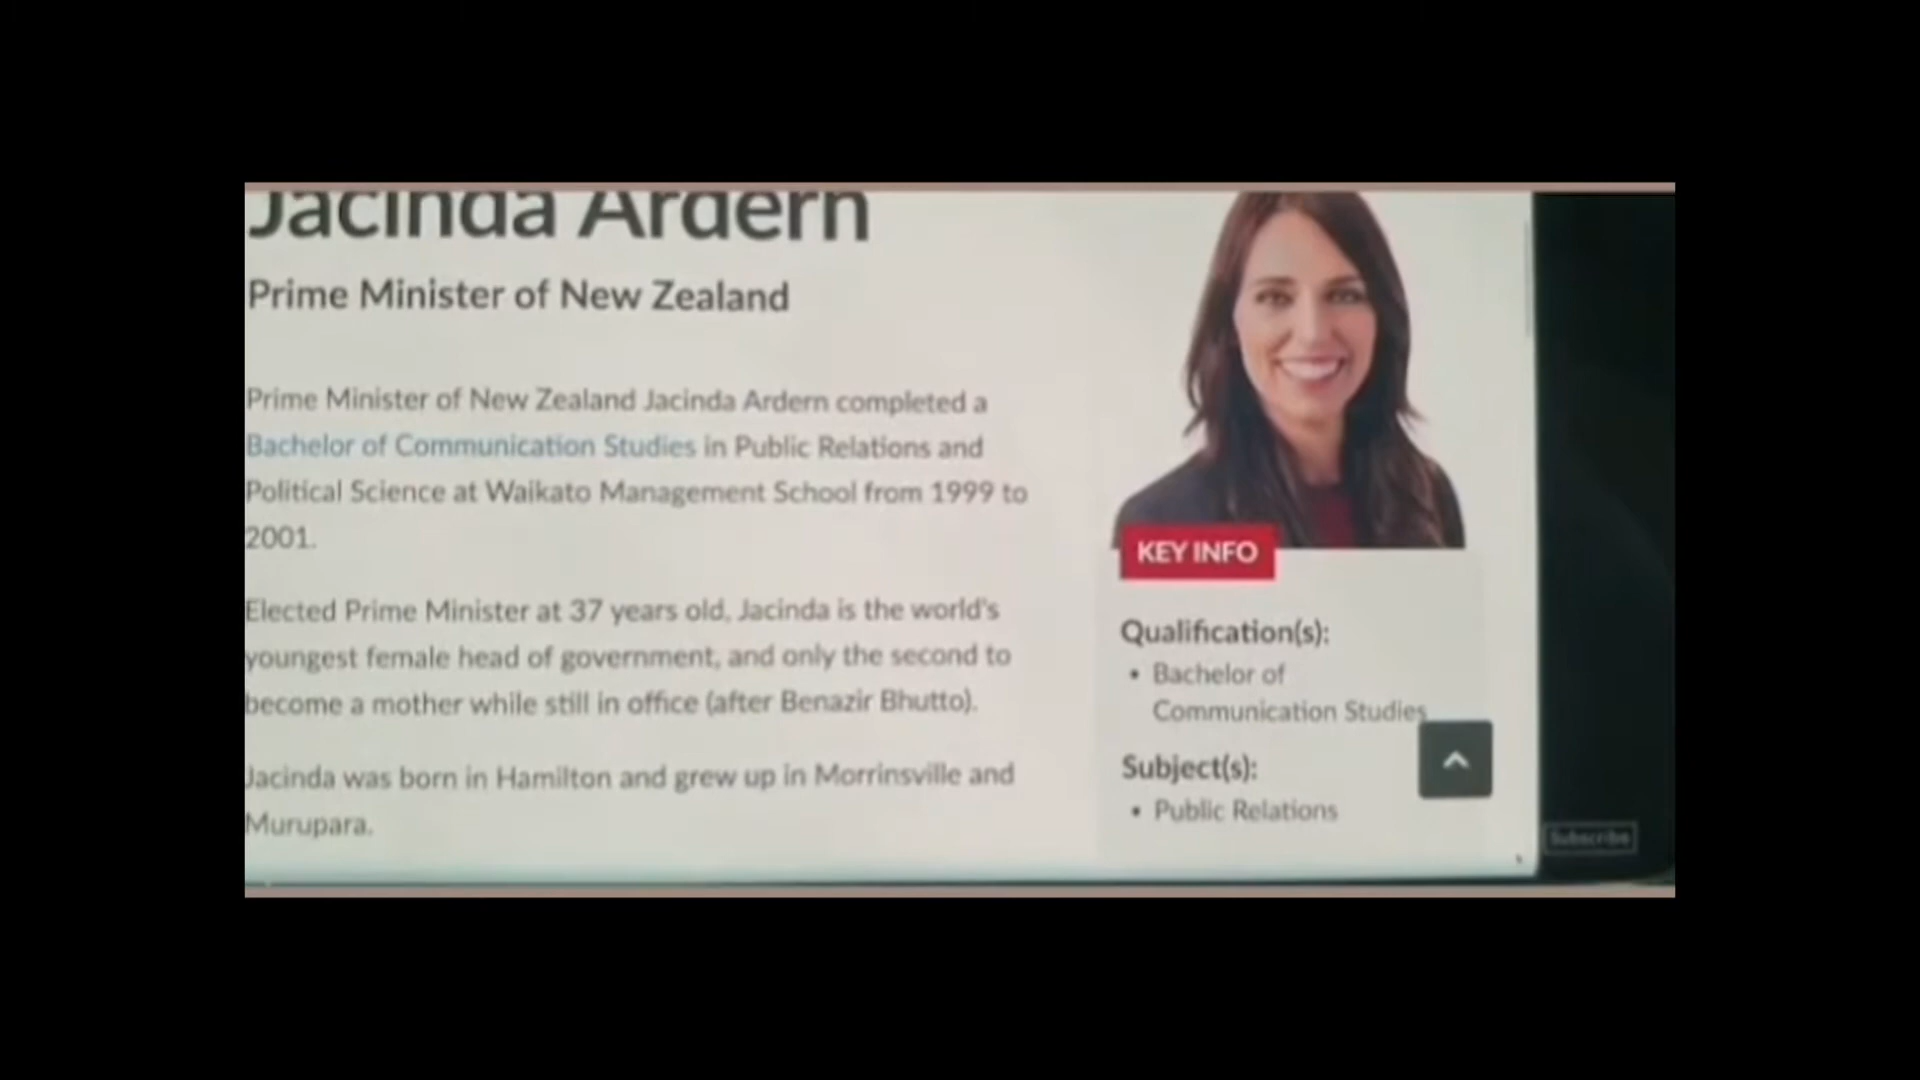 Jacinda Ardern
Prime Minister of New Zealand
Prime Minister of New Zealand Jacinda Ardern completed a
Bachelor of Communication Studies in Public Relations and
Political Science at Waikato Management School from 1999 to
2001.
Elected Prime Minister at 37 years old, Jacinda is the world's
youngest female head of government, and only the second to
become a mother while still in office (after Benazir Bhutto).
Jacinda was born in Hamilton and grew up in Morrinsville and
Murupara.
KEY INFO
Qualification(s):
• Bachelor of
Communication Studies
Subject(s):
• Public Relations
Subscribe